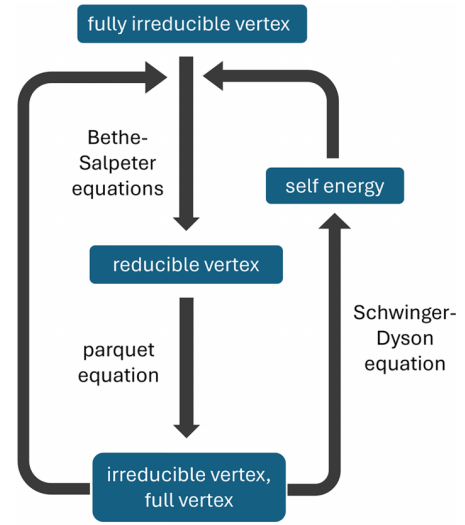 fully irreducible vertex
Bethe-
Salpeter
equations
self energy
reducible vertex
Schwinger-
Dyson
equation
parquet
equation
irreducible vertex,
full vertex